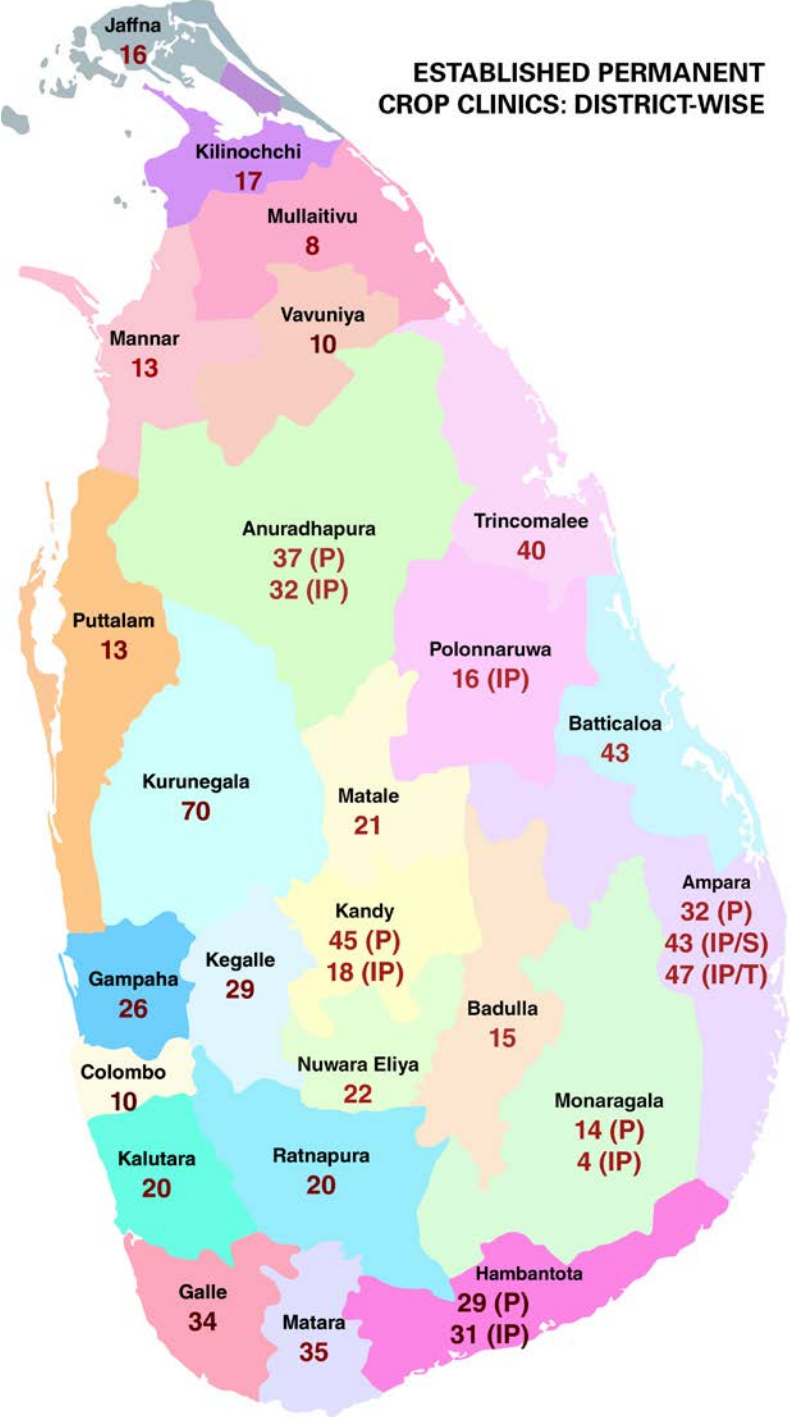 Jaffna
16
ESTABLISHED PERMANENT
CROP CLINICS: DISTRICT-WISE
Kilinochchi
17
Mullaitivu
8
Vavuniya
10
Mannar
13
Anuradhapura
37 (P)
32 (IP)
Trincomalee
40
Puttalam
13
Polonnaruwa
16 (IP)
Batticaloa
43
Kurunegala
70
Matale
21
Ampara
32 (P)
43 (IP/S)
47 (IP/T)
Kandy
45 (P)
18 (IP)
Kegalle
29
Gampaha
26
Badulla
15
Nuwara Eliya
22
Colombo
10
Monaragala
14 (P)
4 (IP)
Kalutara
20
Ratnapura
20
Hambantota
29 (P)
31 (IP)
Galle
34
Matara
35